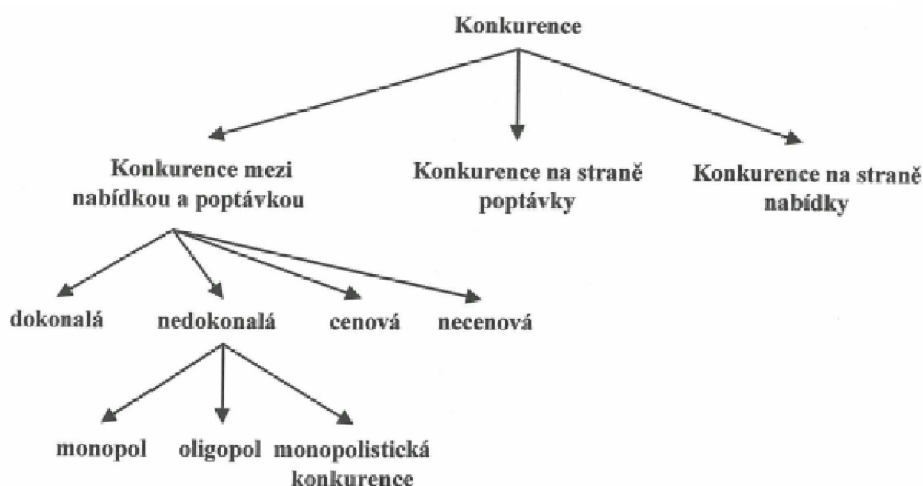 Konkurence
Konkurence mezi
nabídkou a poptávkou
Konkurence na straně
poptávky
Konkurence na straně
nabídky
dokonalá
nedokonalá
cenová
necenová
monopol
oligopol
monopolistická
konkurence